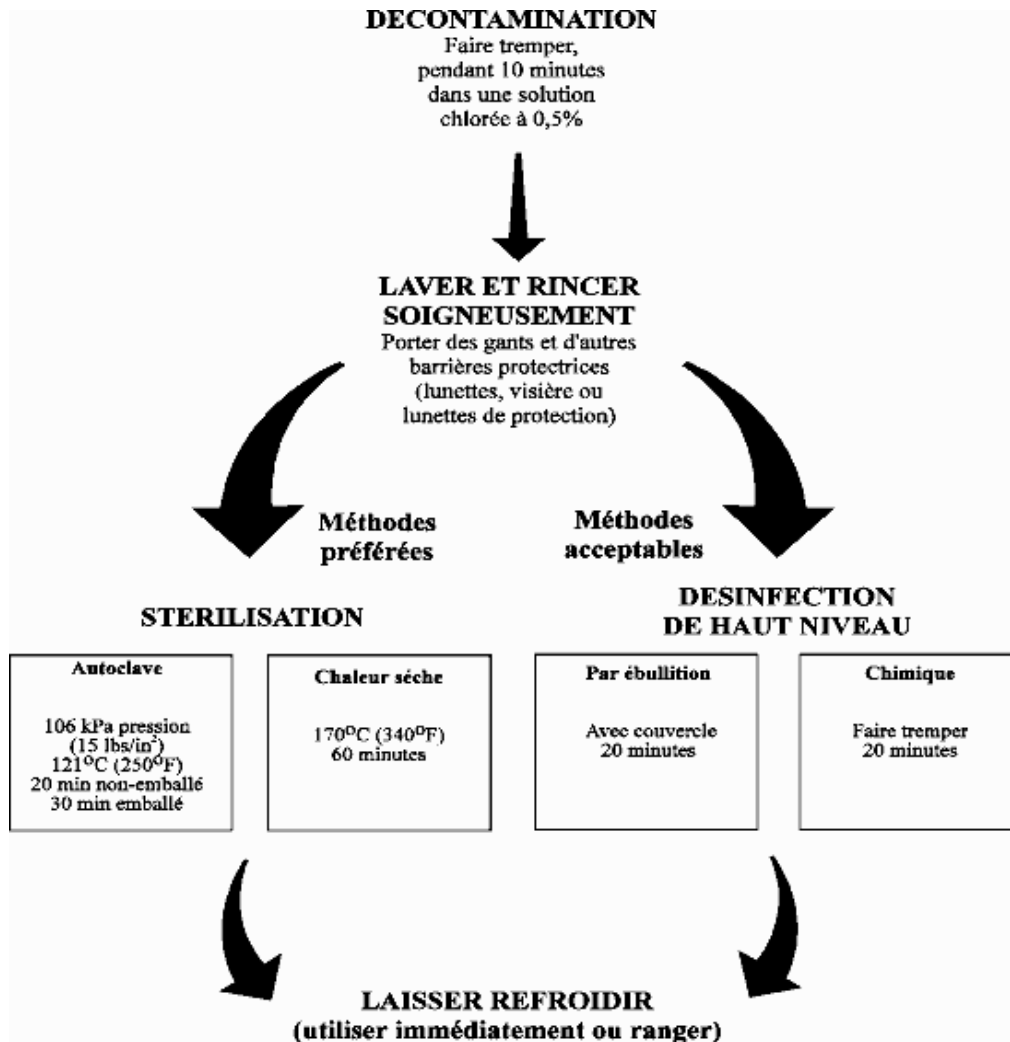 DECONTAMINATION
Faire tremper,
pendant 10 minutes
dans une solution
chlorée à 0,5%
LAVER ET RINCER
SOIGNEUSEMENT
Porter des gants et d'autres
barrières protectrices
(lunettes, visière ou
lunettes de protection)
Méthodes
préférées
Méthodes
acceptables
STERILISATION
DESINFECTION
DE HAUT NIVEAU
Autoclave
106 kPa pression
(15 lbs/in²)
121°C (250°F)
20 min non-emballé
30 min emballé
Chaleur séche
170°C (340°F)
60 minutes
Par ébullition
Avec couvercle
20 minutes
Chimique
Faire tremper
20 minutes
LAISSER REFROIDIR
(utiliser immédiatement ou ranger)